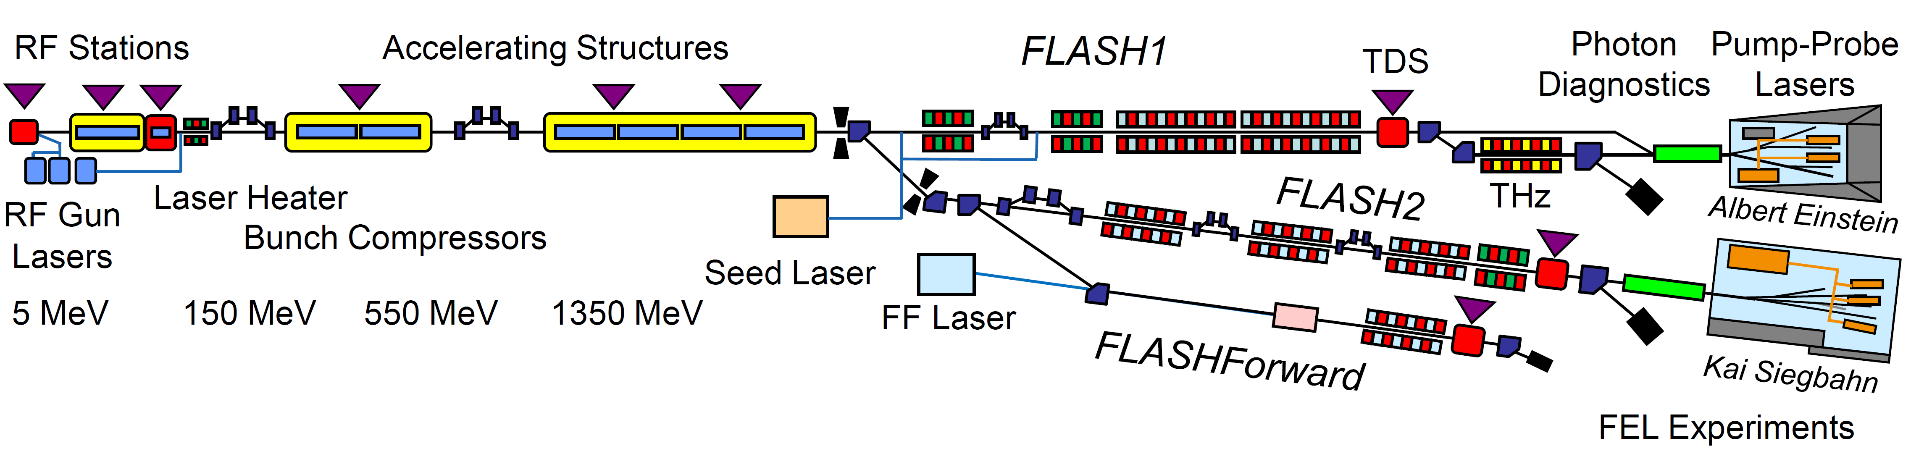 RF Stations
Accelerating Structures
FLASH1
TDS
Photon
Diagnostics
Pump-Probe
Lasers
RF Gun
Lasers
Laser Heater
Bunch Compressors
Seed Laser
FF Laser
FLASH2
THz
Albert Einstein
5 MeV
150 MeV
550 MeV
1350 MeV
FLASHForward
Kai Siegbahn
FEL Experiments